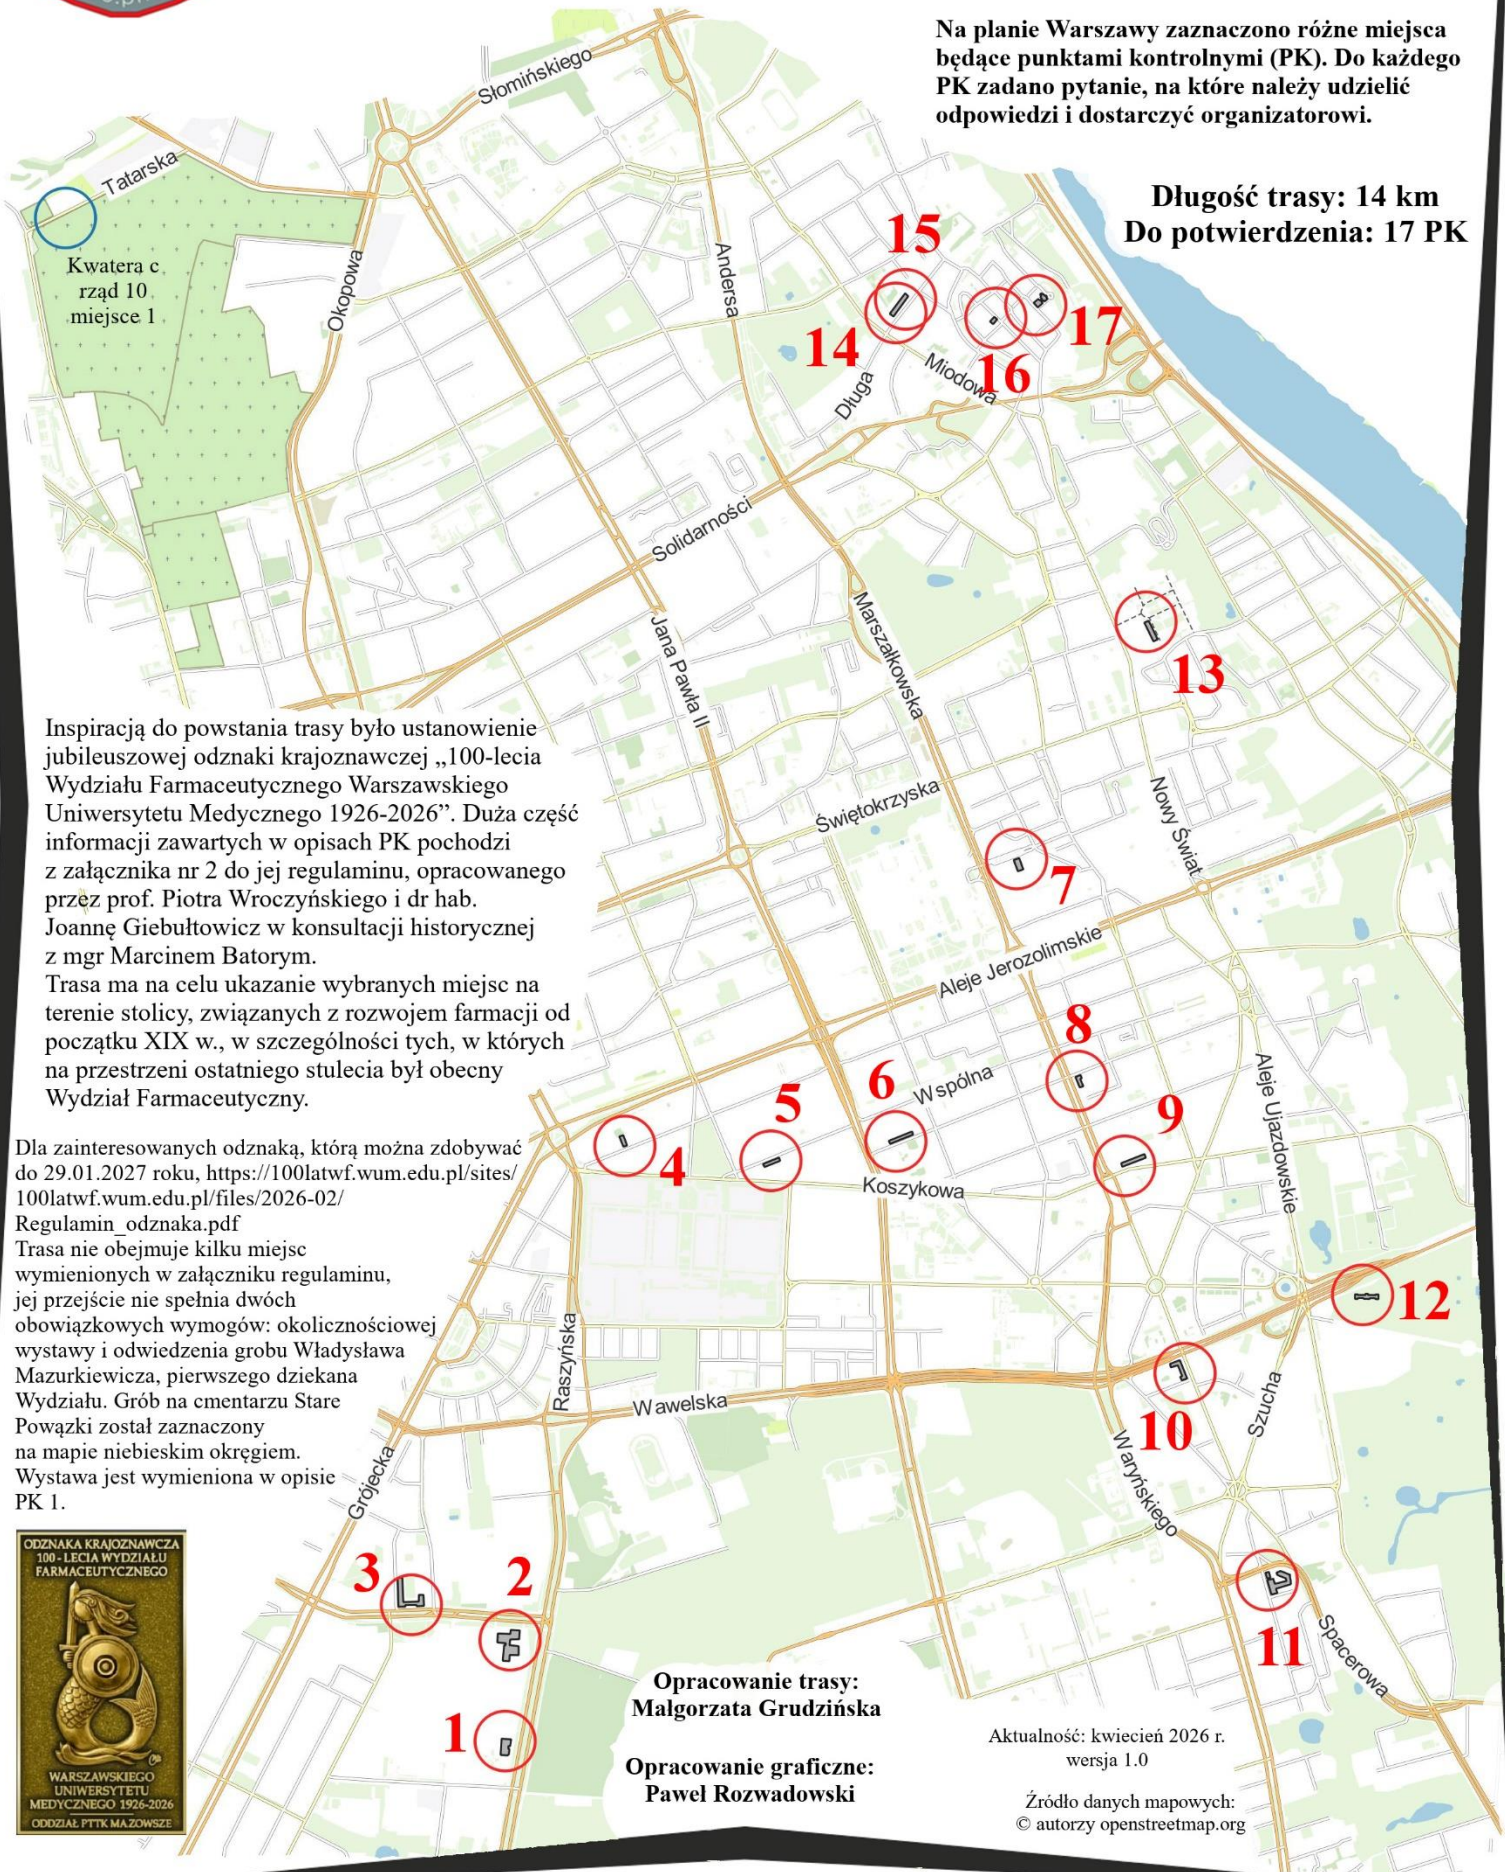 Na planie Warszawy zaznaczono różne miejsca
będące punktami kontrolnymi (PK). Do każdego
PK zadano pytanie, na które należy udzielić
odpowiedzi i dostarczyć organizatorowi.
Długość trasy: 14 km
Do potwierdzenia: 17 PK
Słomińskiego
Tatarska
Kwatera c
rząd 10
miejsce 1
Okopowa
Andersa
15
14
Długa
Miodowa
16
17
Solidarności
Jana Pawła II
Marszałkowska
13
Inspiracją do powstania trasy było ustanowienie
jubileuszowej odznaki krajoznawczej „100-lecia
Wydziału Farmaceutycznego Warszawskiego
Uniwersytetu Medycznego 1926-2026”. Duża część
informacji zawartych w opisach PK pochodzi
z załącznika nr 2 do jej regulaminu, opracowanego
przez prof. Piotra Wroczyńskiego i dr hab.
Joannę Giebułtowicz w konsultacji historycznej
z mgr Marcinem Batorym.
Trasa ma na celu ukazanie wybranych miejsc na
terenie stolicy, związanych z rozwojem farmacji od
początku XIX w., w szczególności tych, w których
na przestrzeni ostatniego stulecia był obecny
Wydział Farmaceutyczny.
Świętokrzyska
Nowy Świat
7
Aleje Jerozolimskie
8
Wspólna
Aleje Ujazdowskie
4
5
6
9
Koszykowa
Dla zainteresowanych odznaką, którą można zdobywać
do 29.01.2027 roku, https://100latwf.wum.edu.pl/sites/
100latwf.wum.edu.pl/files/2026-02/
Regulamin_odznaka.pdf
Trasa nie obejmuje kilku miejsc
wymienionych w załączniku regulaminu,
jej przejście nie spełnia dwóch
obowiązkowych wymogów: okolicznościowej
wystawy i odwiedzenia grobu Władysława
Mazurkiewicza, pierwszego dziekana
Wydziału. Grób na cmentarzu Stare
Powązki został zaznaczony
na mapie niebieskim okręgiem.
Wystawa jest wymieniona w opisie
PK 1.
12
Raszyńska
Wawelska
10
Szucha
Grójecka
Waryńskiego
3
2
11
Spacerowa
1
ODZNAKA KRAJOZNAWCZA
100 - LECIA WYDZIAŁU
FARMACEUTYCZNEGO
WARSZAWSKIEGO
UNIWERSYTETU
MEDYCZNEGO 1926-2026
ODDZIAŁ PTTK MAZOWSZE
Opracowanie trasy:
Małgorzata Grudzińska
Opracowanie graficzne:
Paweł Rozwadowski
Aktualność: kwiecień 2026 r.
wersja 1.0
Źródło danych mapowych:
© autorzy openstreetmap.org